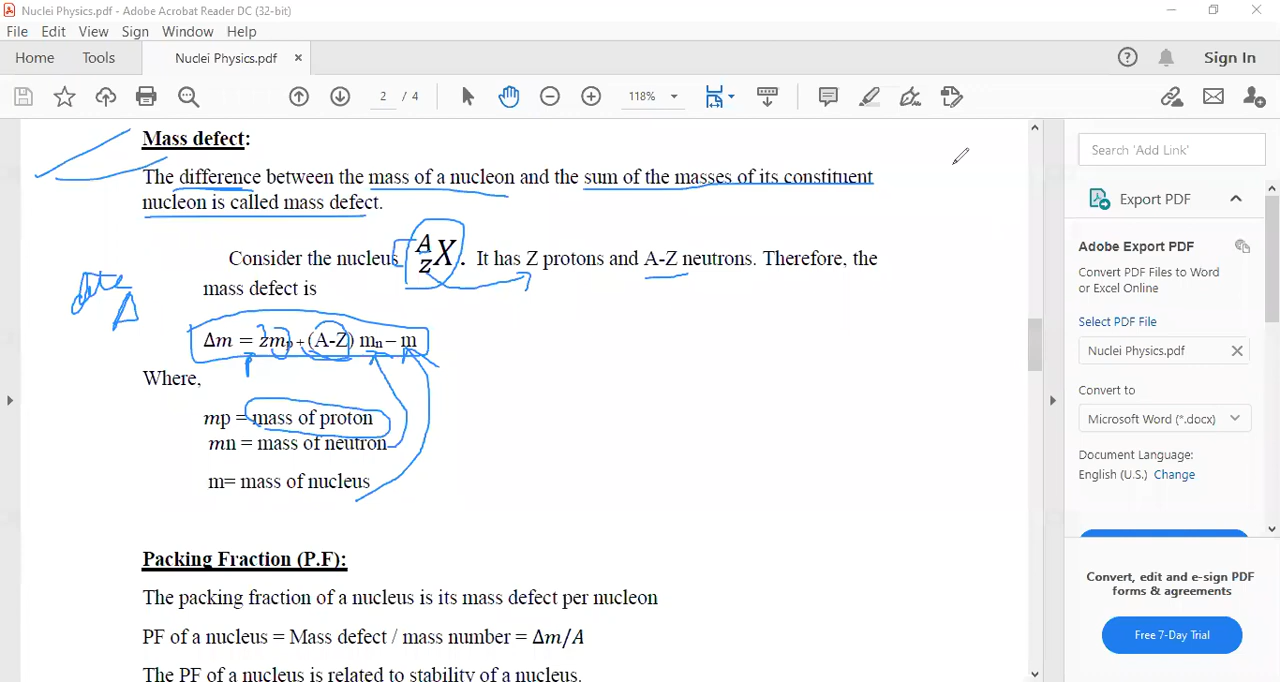 Nuclei Physics.pdf - Adobe Acrobat Reader DC (32-bit)
File Edit View Sign Window Help
Home Tools Nuclei Physics.pdf × Sign In
2 / 4 118%
Mass defect:
The difference between the mass of a nucleon and the sum of the masses of its constituent
nucleon is called mass defect.
Consider the nucleus A/Z X. It has Z protons and A-Z neutrons. Therefore, the
mass defect is
Δm = zmp + (A-Z) mn − m
Where,
mp = mass of proton
mn = mass of neutron
m= mass of nucleus
Packing Fraction (P.F):
The packing fraction of a nucleus is its mass defect per nucleon
PF of a nucleus = Mass defect / mass number = Δm/A
The PF of a nucleus is related to stability of a nucleus.
Search 'Add Link'
Export PDF
Adobe Export PDF
Convert PDF Files to Word
or Excel Online
Select PDF File
Nuclei Physics.pdf
Convert to
Microsoft Word (*.docx)
Document Language:
English (U.S.) Change
Convert, edit and e-sign PDF
forms & agreements
Free 7-Day Trial